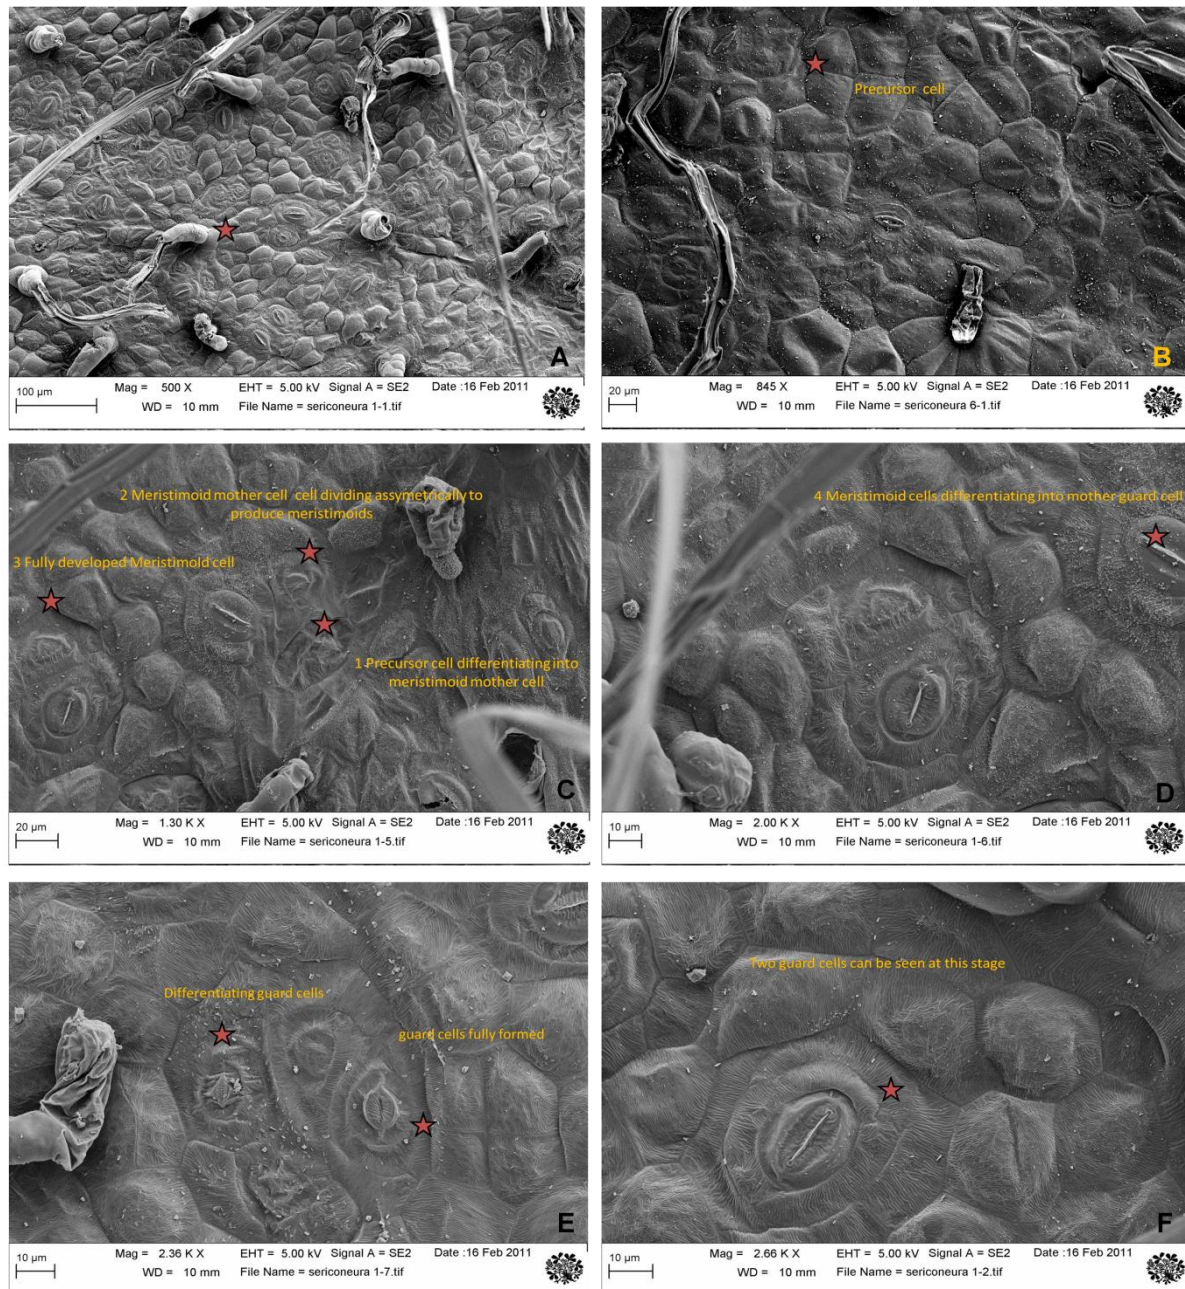 A
100 µm
Mag = 500 X EHT = 5.00 kV Signal A = SE2 Date :16 Feb 2011
WD = 10 mm File Name = sericoneura 1-1.tif
Precursor cell
B
20 µm
Mag = 845 X EHT = 5.00 kV Signal A = SE2 Date :16 Feb 2011
WD = 10 mm File Name = sericoneura 6-1.tif
2 Meristimoid mother cell cell dividing assymetrically to
produce meristimoids
3 Fully developed Meristimold cell
1 Precursor cell differentiating into
meristimoid mother cell
C
20 µm
Mag = 1.30 K X EHT = 5.00 kV Signal A = SE2 Date :16 Feb 2011
WD = 10 mm File Name = sericoneura 1-5.tif
4 Meristimoid cells differentiating into mother guard cell
D
10 µm
Mag = 2.00 K X EHT = 5.00 kV Signal A = SE2 Date :16 Feb 2011
WD = 10 mm File Name = sericoneura 1-6.tif
Differentiating guard cells
guard cells fully formed
E
10 µm
Mag = 2.36 K X EHT = 5.00 kV Signal A = SE2 Date :16 Feb 2011
WD = 10 mm File Name = sericoneura 1-7.tif
Two guard cells can be seen at this stage
F
10 µm
Mag = 2.66 K X EHT = 5.00 kV Signal A = SE2 Date :16 Feb 2011
WD = 10 mm File Name = sericoneura 1-2.tif